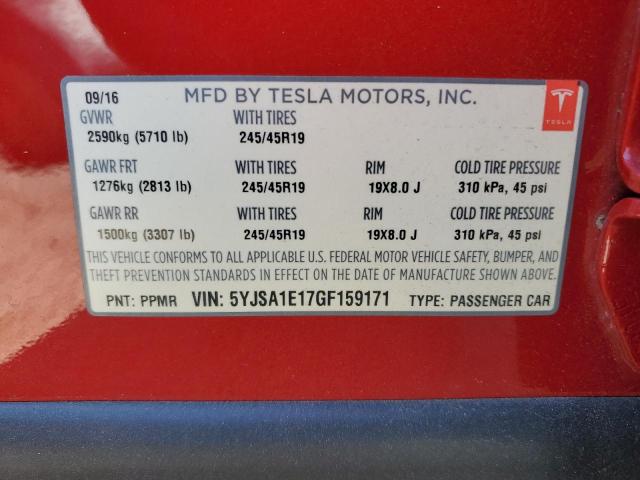 09/16 MFD BY TESLA MOTORS, INC.
TESLA
GVWR WITH TIRES
2590kg (5710 lb) 245/45R19
GAWR FRT WITH TIRES RIM COLD TIRE PRESSURE
1276kg (2813 lb) 245/45R19 19X8.0 J 310 kPa, 45 psi
GAWR RR WITH TIRES RIM COLD TIRE PRESSURE
1500kg (3307 lb) 245/45R19 19X8.0 J 310 kPa, 45 psi
THIS VEHICLE CONFORMS TO ALL APPLICABLE U.S. FEDERAL MOTOR VEHICLE SAFETY, BUMPER, AND
THEFT PREVENTION STANDARDS IN EFFECT ON THE DATE OF MANUFACTURE SHOWN ABOVE.
PNT: PPMR VIN: 5YJSA1E17GF159171 TYPE: PASSENGER CAR